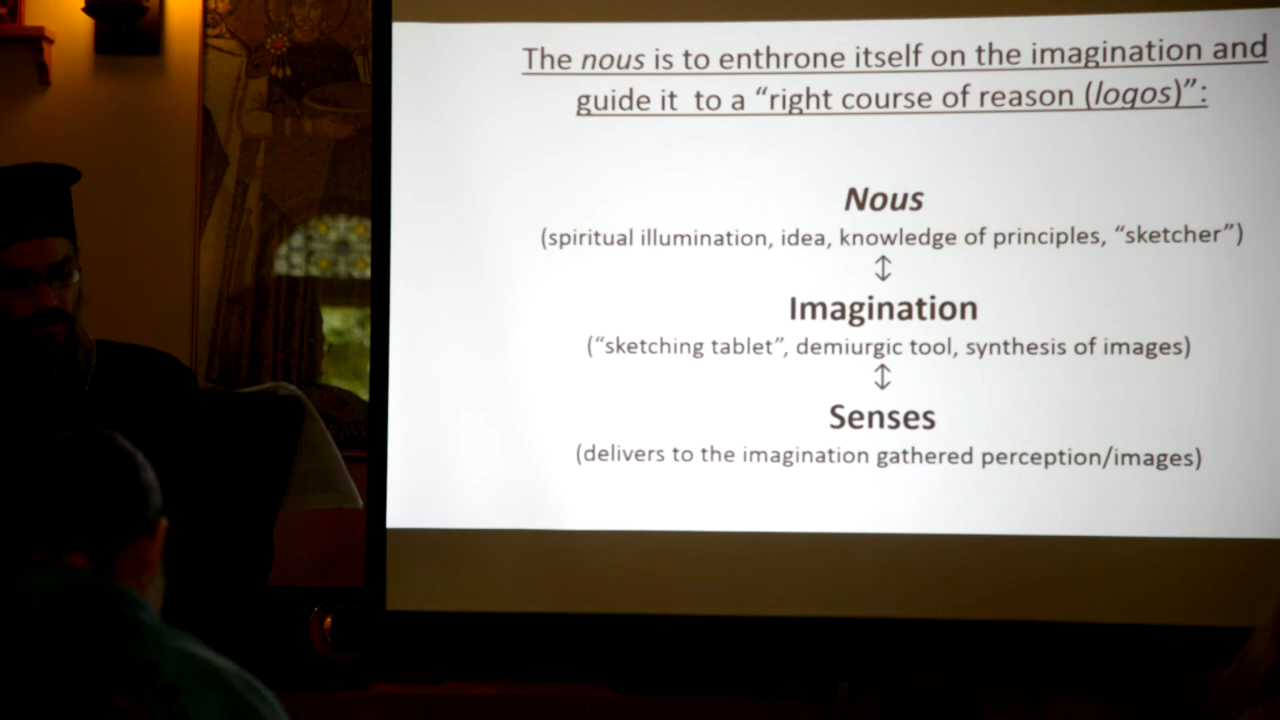 The nous is to enthrone itself on the imagination and
guide it to a “right course of reason (logos)”:
Nous
(spiritual illumination, idea, knowledge of principles, “sketcher”)
↕
Imagination
(“sketching tablet”, demiurgic tool, synthesis of images)
↕
Senses
(delivers to the imagination gathered perception/images)